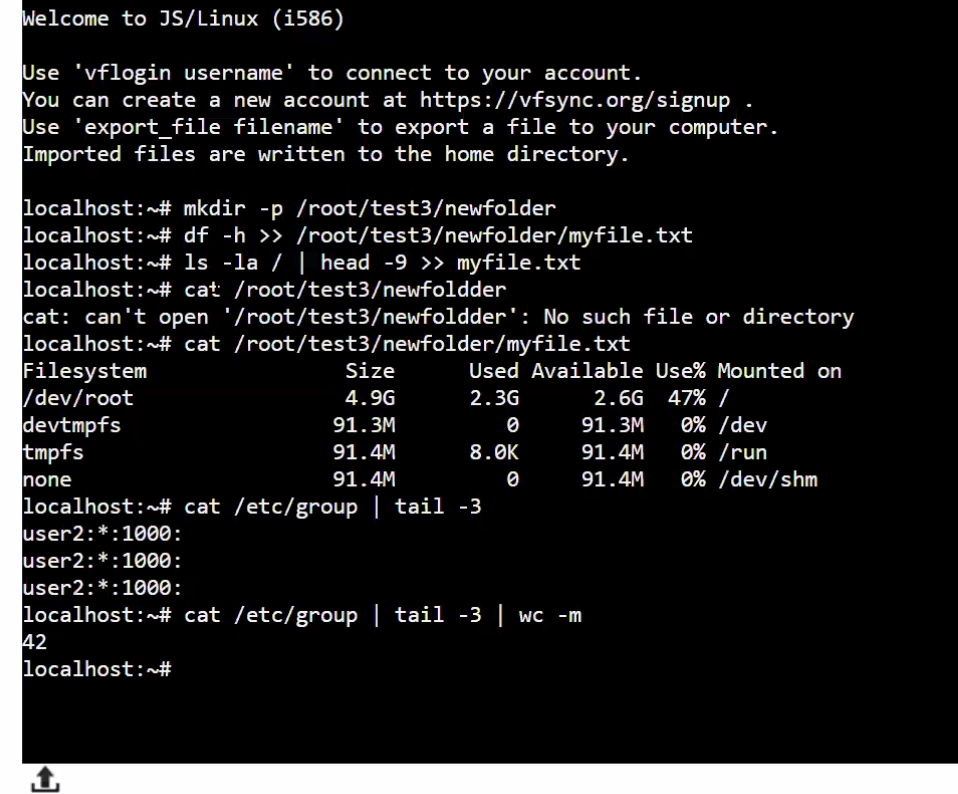 Welcome to JS/Linux (i586)
Use 'vflogin username' to connect to your account.
You can create a new account at https://vfsync.org/signup .
Use 'export_file filename' to export a file to your computer.
Imported files are written to the home directory.
localhost:~# mkdir -p /root/test3/newfolder
localhost:~# df -h >> /root/test3/newfolder/myfile.txt
localhost:~# ls -la / | head -9 >> myfile.txt
localhost:~# cat /root/test3/newfoldder
cat: can't open '/root/test3/newfoldder': No such file or directory
localhost:~# cat /root/test3/newfolder/myfile.txt
Filesystem                Size      Used Available Use% Mounted on
/dev/root                 4.9G      2.3G      2.6G  47% /
devtmpfs                 91.3M         0     91.3M   0% /dev
tmpfs                    91.4M      8.0K     91.4M   0% /run
none                     91.4M         0     91.4M   0% /dev/shm
localhost:~# cat /etc/group | tail -3
user2:*:1000:
user2:*:1000:
user2:*:1000:
localhost:~# cat /etc/group | tail -3 | wc -m
42
localhost:~#